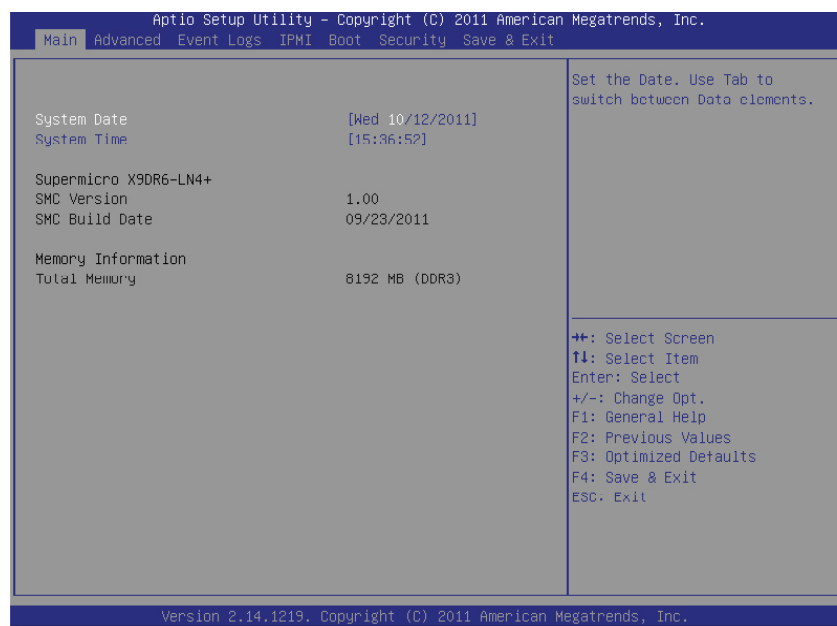 Aptio Setup Utility – Copyright (C) 2011 American Megatrends, Inc.
Main Advanced Event Logs IPMI Boot Security Save & Exit
Set the Date. Use Tab to
switch between Data elements.
System Date [Wed 10/12/2011]
System Time [15:36:52]
Supermicro X9DR6-LN4+
SMC Version 1.00
SMC Build Date 09/23/2011
Memory Information
Total Memory 8192 MB (DDR3)
→←: Select Screen
↑↓: Select Item
Enter: Select
+/-: Change Opt.
F1: General Help
F2: Previous Values
F3: Optimized Defaults
F4: Save & Exit
ESC: Exit
Version 2.14.1219. Copyright (C) 2011 American Megatrends, Inc.